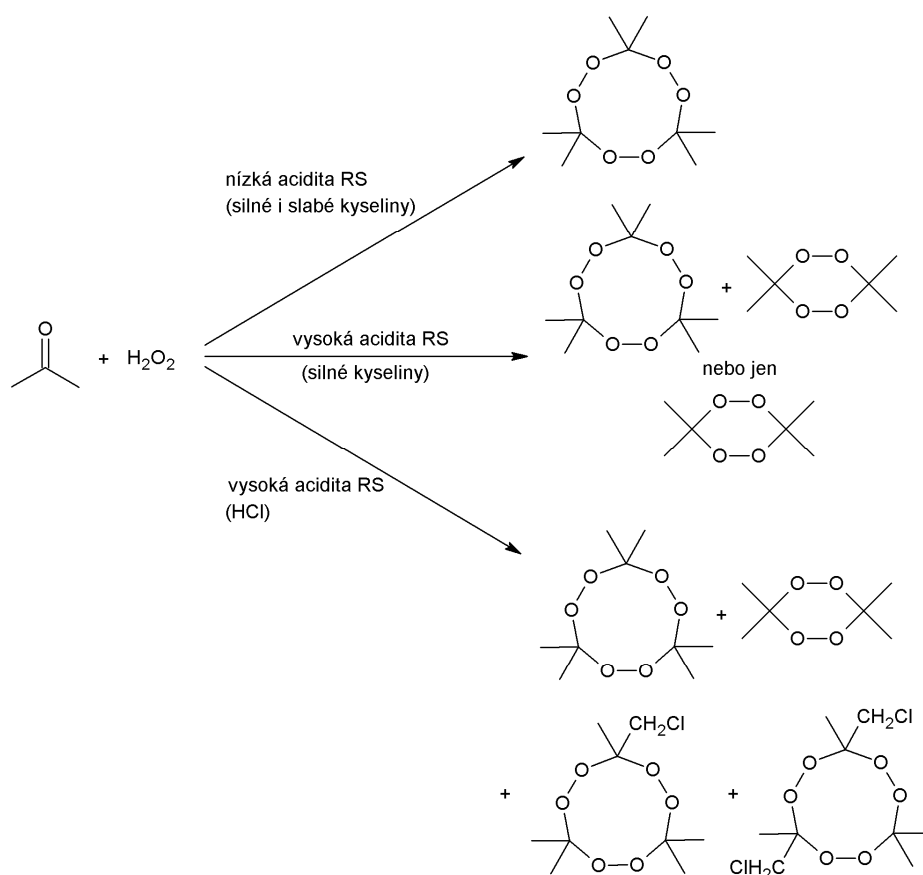 O O
O O
O O
nízká acidita RS
(silné i slabé kyseliny)
O O
O O
O O
+
O O
O O
O
+ H₂O₂
vysoká acidita RS
(silné kyseliny)
nebo jen
O O
O O
vysoká acidita RS
(HCl)
O O
O O
O O
+
O O
O O
+
CH₂Cl
O O
O O
O O
+
CH₂Cl
O O
O O
O O
ClH₂C